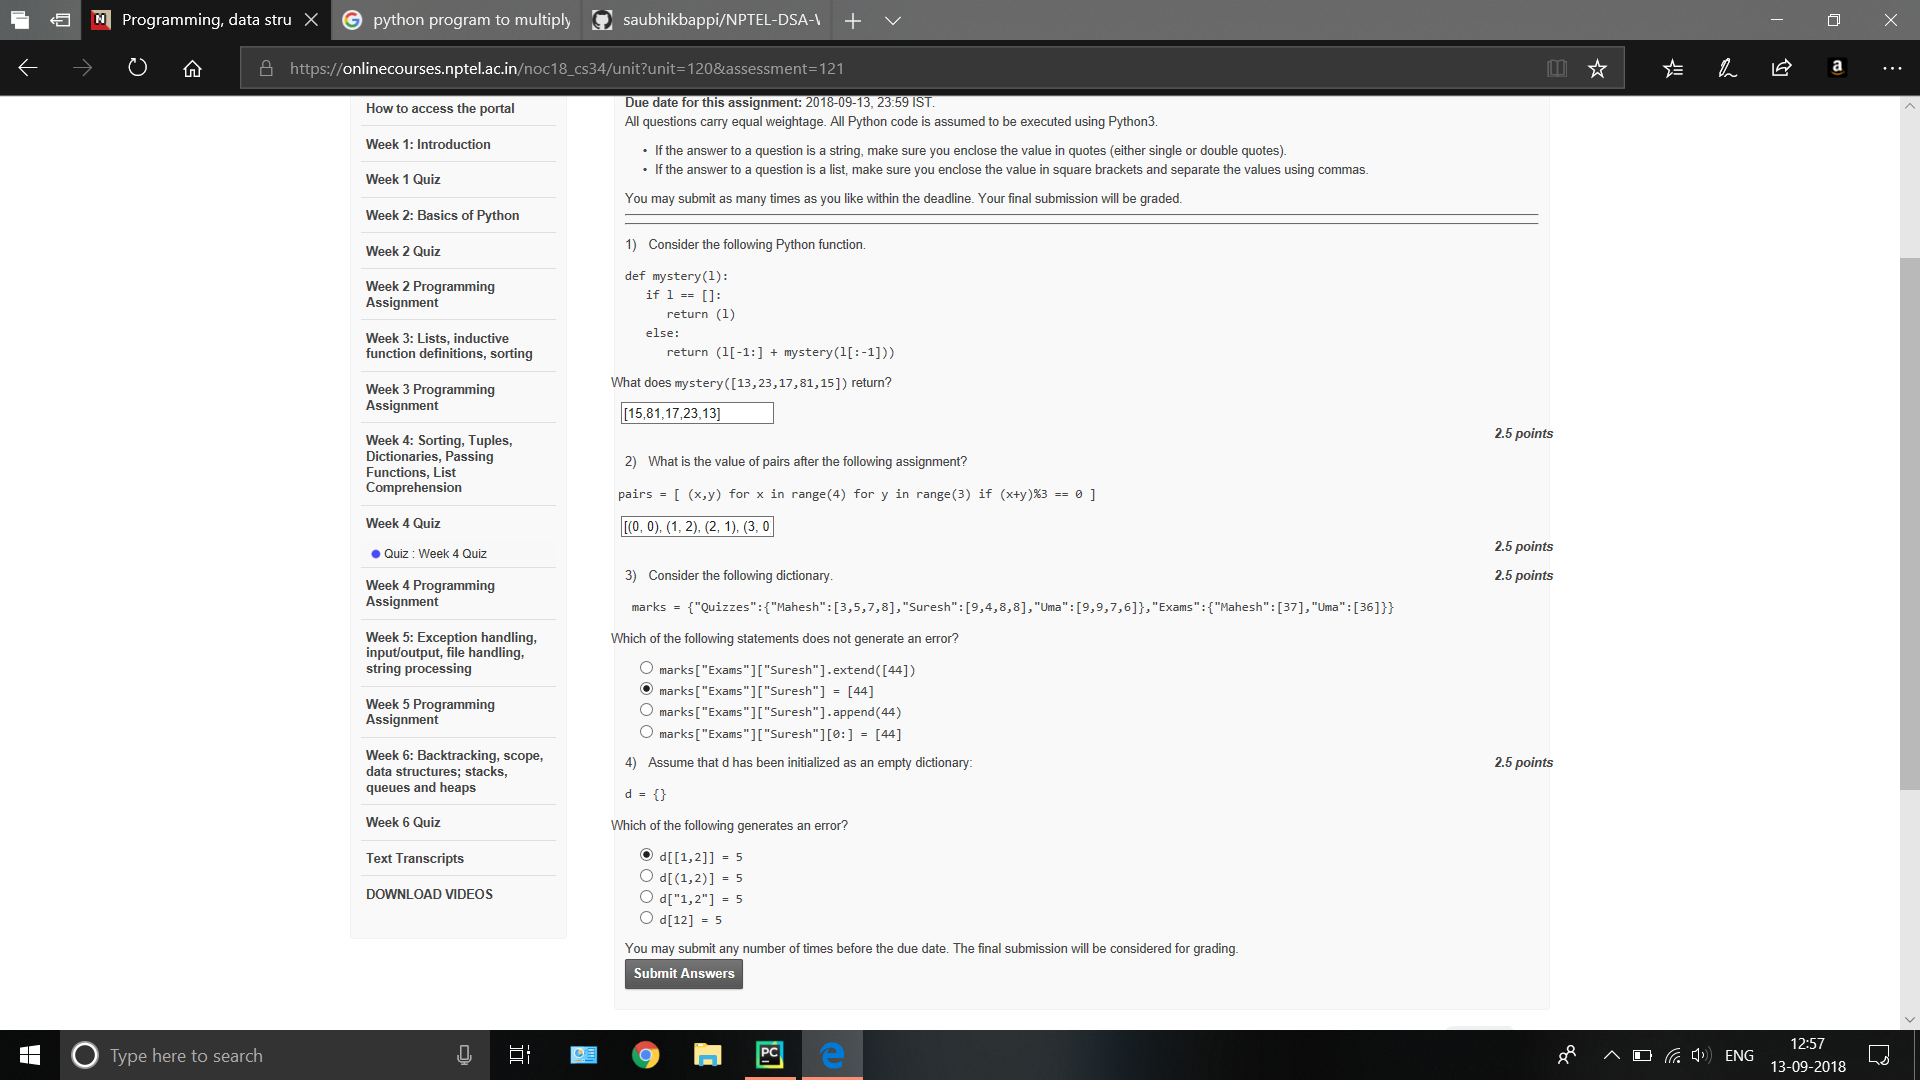 Programming, data stru
python program to multiply
saubhikbappi/NPTEL-DSA-
https://onlinecourses.nptel.ac.in/noc18_cs34/unit?unit=120&assessment=121
How to access the portal
Week 1: Introduction
Week 1 Quiz
Week 2: Basics of Python
Week 2 Quiz
Week 2 Programming
Assignment
Week 3: Lists, inductive
function definitions, sorting
Week 3 Programming
Assignment
Week 4: Sorting, Tuples,
Dictionaries, Passing
Functions, List
Comprehension
Week 4 Quiz
Quiz : Week 4 Quiz
Week 4 Programming
Assignment
Week 5: Exception handling,
input/output, file handling,
string processing
Week 5 Programming
Assignment
Week 6: Backtracking, scope,
data structures; stacks,
queues and heaps
Week 6 Quiz
Text Transcripts
DOWNLOAD VIDEOS
Due date for this assignment: 2018-09-13, 23:59 IST.
All questions carry equal weightage. All Python code is assumed to be executed using Python3.
• If the answer to a question is a string, make sure you enclose the value in quotes (either single or double quotes).
• If the answer to a question is a list, make sure you enclose the value in square brackets and separate the values using commas.
You may submit as many times as you like within the deadline. Your final submission will be graded.
1) Consider the following Python function.
def mystery(l):
if l == []:
return (l)
else:
return (l[-1:] + mystery(l[:-1]))
What does mystery([13,23,17,81,15]) return?
[15,81,17,23,13]
2.5 points
2) What is the value of pairs after the following assignment?
pairs = [ (x,y) for x in range(4) for y in range(3) if (x+y)%3 == 0 ]
[(0, 0), (1, 2), (2, 1), (3, 0
2.5 points
3) Consider the following dictionary.
2.5 points
marks = {"Quizzes":{"Mahesh":[3,5,7,8],"Suresh":[9,4,8,8],"Uma":[9,9,7,6]},"Exams":{"Mahesh":[37],"Uma":[36]}}
Which of the following statements does not generate an error?
marks["Exams"]["Suresh"].extend([44])
marks["Exams"]["Suresh"] = [44]
marks["Exams"]["Suresh"].append(44)
marks["Exams"]["Suresh"][0:] = [44]
4) Assume that d has been initialized as an empty dictionary:
2.5 points
d = {}
Which of the following generates an error?
d[[1,2]] = 5
d[(1,2)] = 5
d["1,2"] = 5
d[12] = 5
You may submit any number of times before the due date. The final submission will be considered for grading.
Submit Answers
Type here to search
PC
ENG
12:57
13-09-2018